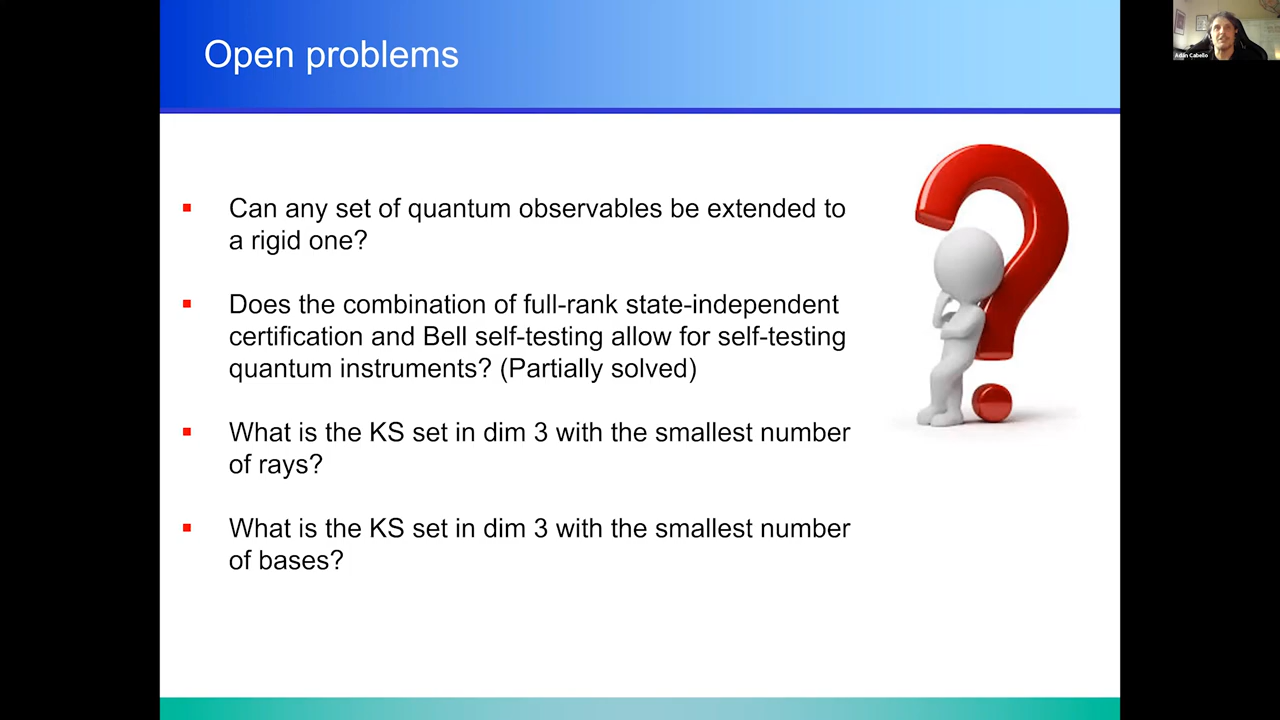 Open problems
Adán Cabello
Can any set of quantum observables be extended to
a rigid one?
Does the combination of full-rank state-independent
certification and Bell self-testing allow for self-testing
quantum instruments? (Partially solved)
What is the KS set in dim 3 with the smallest number
of rays?
What is the KS set in dim 3 with the smallest number
of bases?